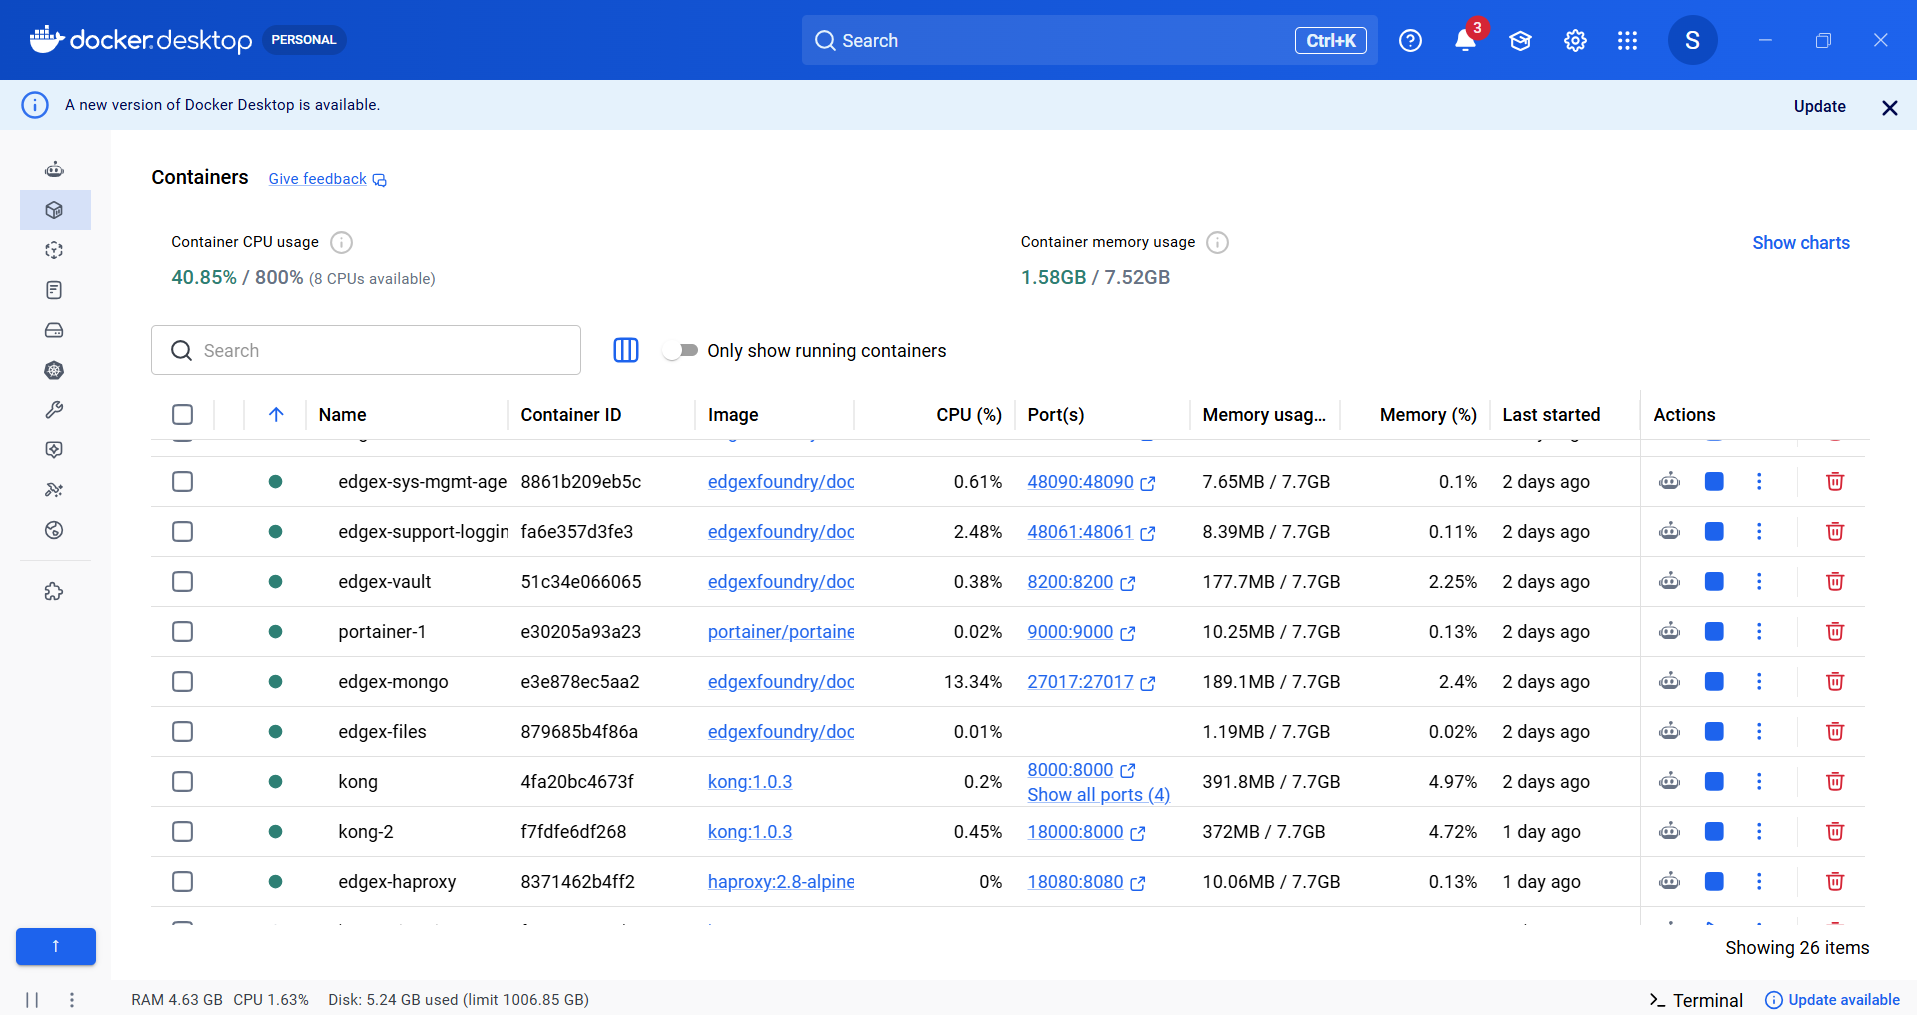 docker.desktop PERSONAL Search Ctrl+K 3 S
A new version of Docker Desktop is available. Update
Containers Give feedback
Container CPU usage Container memory usage Show charts
40.85% / 800% (8 CPUs available) 1.58GB / 7.52GB
Search Only show running containers
Name Container ID Image CPU (%) Port(s) Memory usag... Memory (%) Last started Actions
edgex-sys-mgmt-age 8861b209eb5c edgexfoundry/doc 0.61% 48090:48090 7.65MB / 7.7GB 0.1% 2 days ago
edgex-support-loggin fa6e357d3fe3 edgexfoundry/doc 2.48% 48061:48061 8.39MB / 7.7GB 0.11% 2 days ago
edgex-vault 51c34e066065 edgexfoundry/doc 0.38% 8200:8200 177.7MB / 7.7GB 2.25% 2 days ago
portainer-1 e30205a93a23 portainer/portaine 0.02% 9000:9000 10.25MB / 7.7GB 0.13% 2 days ago
edgex-mongo e3e878ec5aa2 edgexfoundry/doc 13.34% 27017:27017 189.1MB / 7.7GB 2.4% 2 days ago
edgex-files 879685b4f86a edgexfoundry/doc 0.01% 1.19MB / 7.7GB 0.02% 2 days ago
kong 4fa20bc4673f kong:1.0.3 0.2% 8000:8000 391.8MB / 7.7GB 4.97% 2 days ago
Show all ports (4)
kong-2 f7fdfe6df268 kong:1.0.3 0.45% 18000:8000 372MB / 7.7GB 4.72% 1 day ago
edgex-haproxy 8371462b4ff2 haproxy:2.8-alpine 0% 18080:8080 10.06MB / 7.7GB 0.13% 1 day ago
Showing 26 items
RAM 4.63 GB CPU 1.63% Disk: 5.24 GB used (limit 1006.85 GB) Terminal Update available